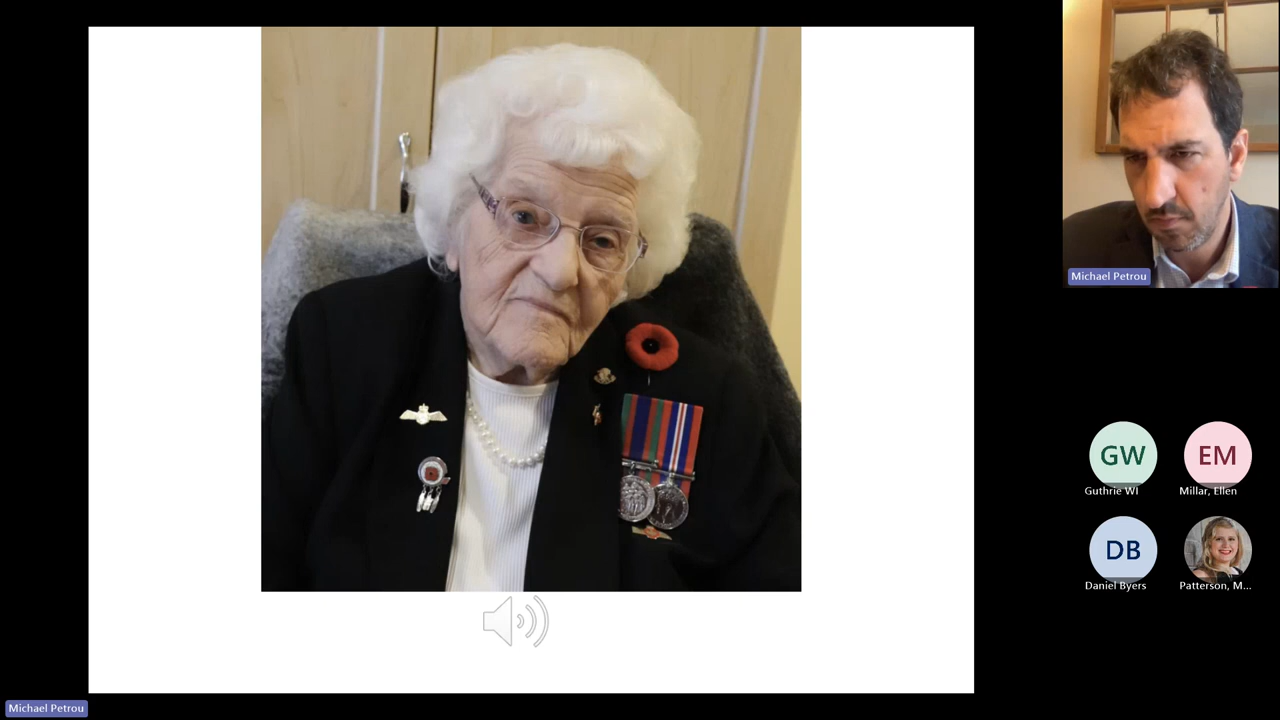 Michael Petrou
GW
Guthrie WI
EM
Millar, Ellen
DB
Daniel Byers
Patterson, M...
Michael Petrou